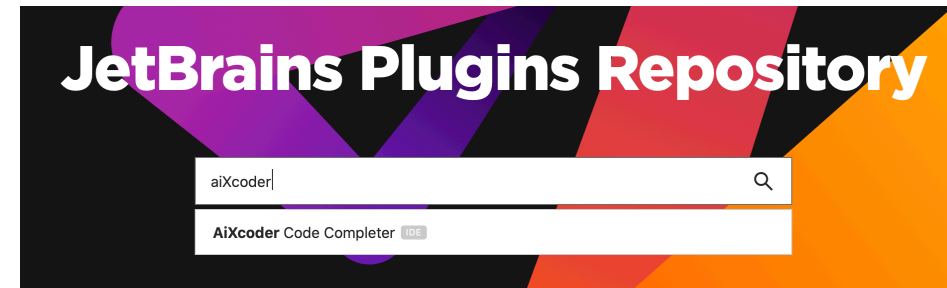 JetBrains Plugins Repository
aiXcoder
AiXcoder Code Completer IDE